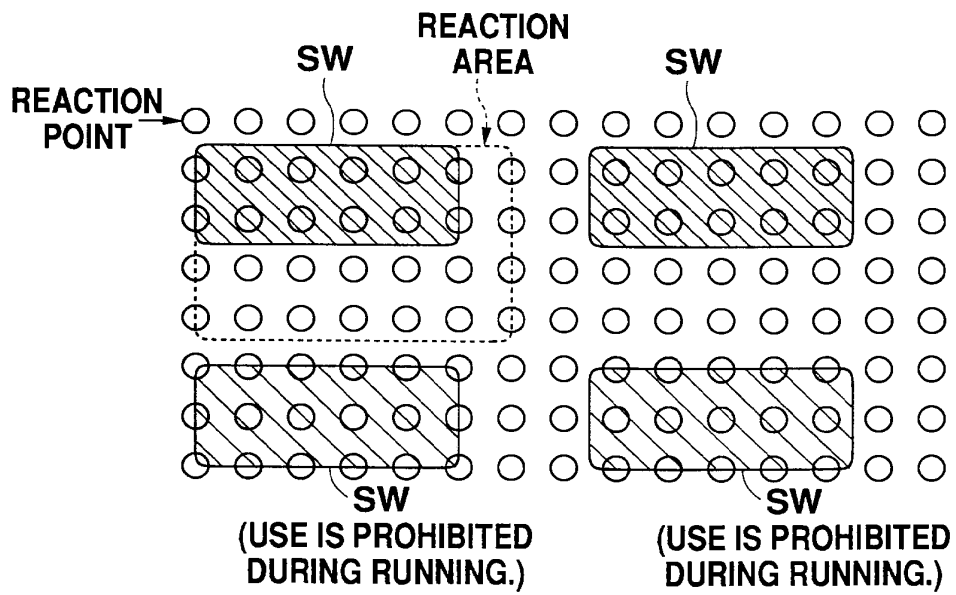 REACTION
AREA
SW
SW
REACTION
POINT
SW
(USE IS PROHIBITED
DURING RUNNING.)
SW
(USE IS PROHIBITED
DURING RUNNING.)